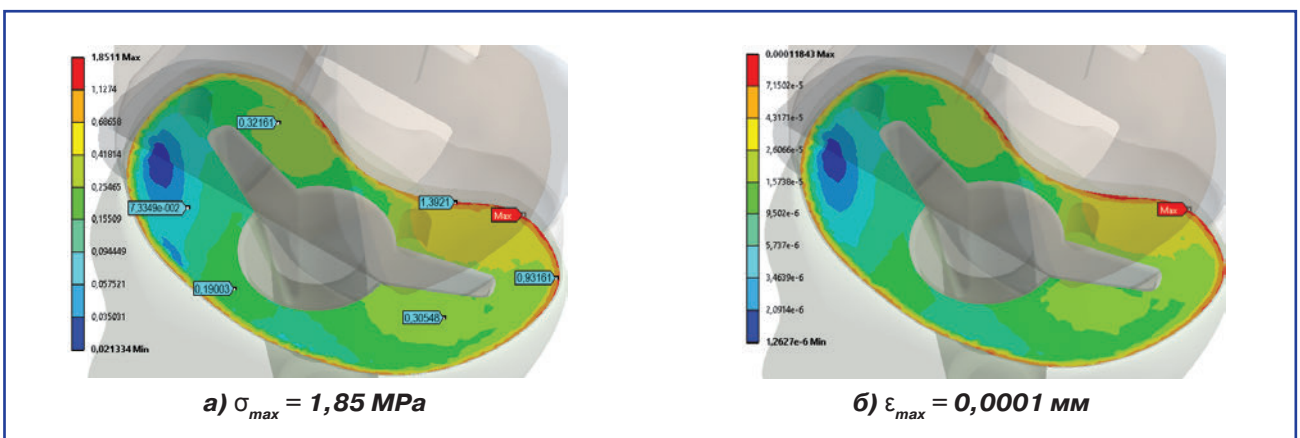 1,8511 Max
1,1274
0,68658
0,41814
0,25465
0,15509
0,094449
0,057521
0,035031
0,021334 Min
0,32161
1,3921
Max
7,3349e-002
0,93161
0,19003
0,30548
а) σmax = 1,85 MPa
0,00011843 Max
7,1502e-5
4,3171e-5
2,6066e-5
1,5738e-5
9,502e-6
5,737e-6
3,4639e-6
2,0914e-6
1,2627e-6 Min
Max
б) εmax = 0,0001 мм